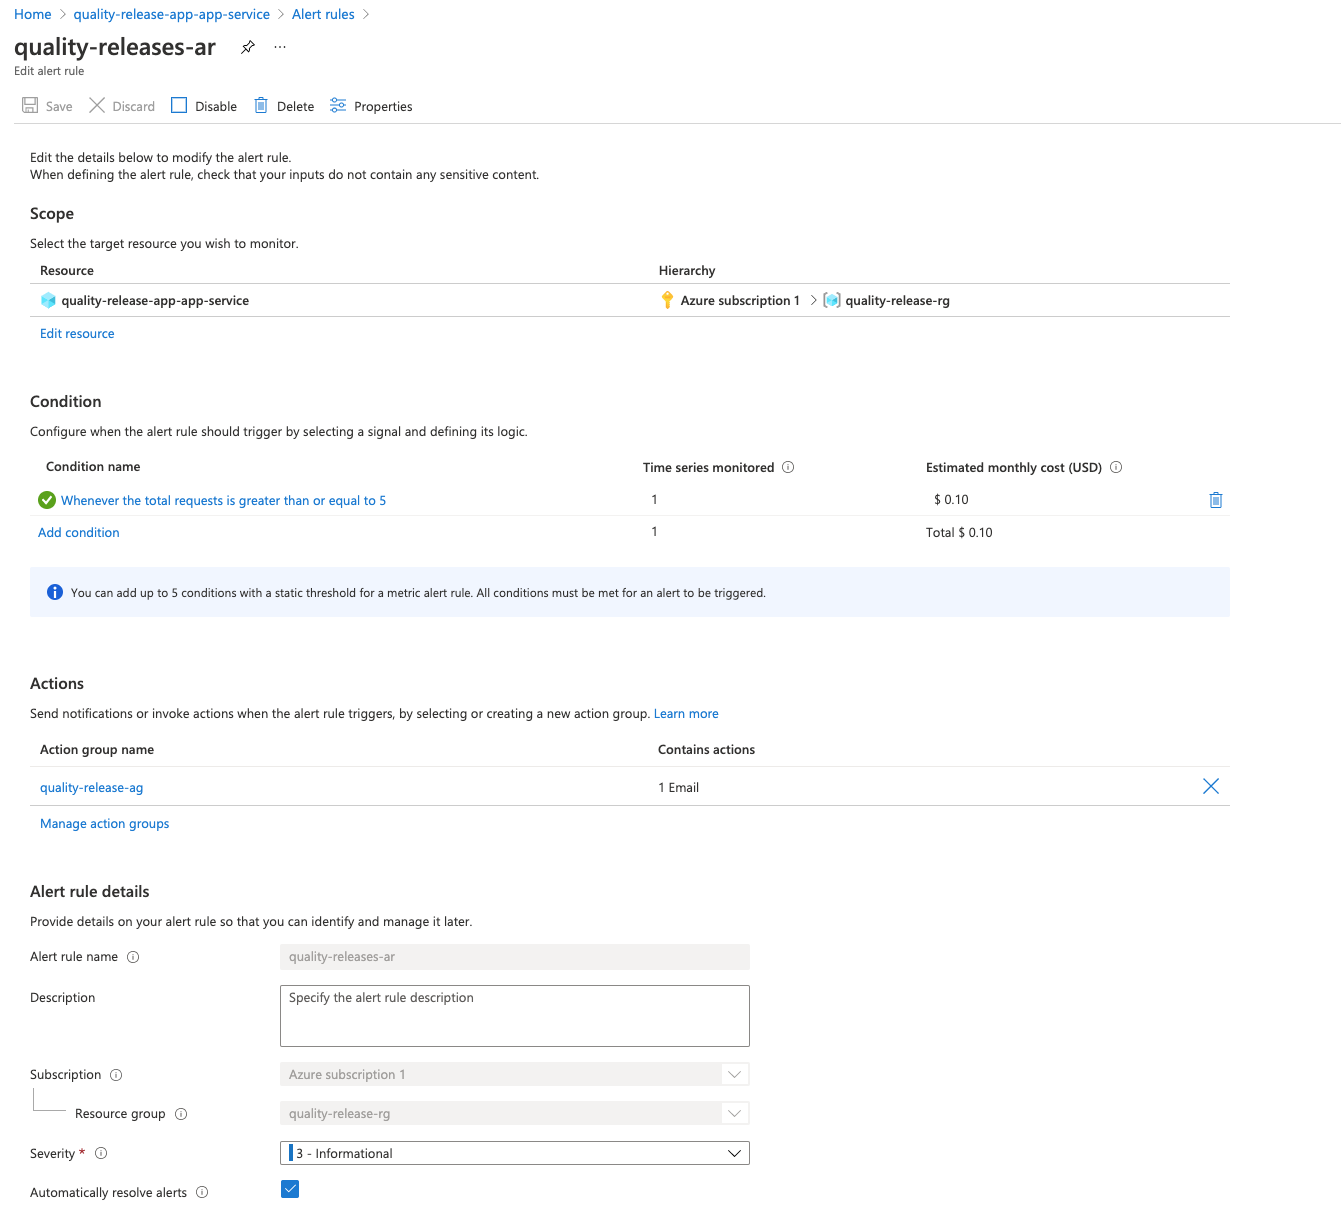 Home > quality-release-app-app-service > Alert rules >
quality-releases-ar ...
Edit alert rule
Save Discard Disable Delete Properties
Edit the details below to modify the alert rule.
When defining the alert rule, check that your inputs do not contain any sensitive content.
Scope
Select the target resource you wish to monitor.
Resource Hierarchy
quality-release-app-app-service Azure subscription 1 > quality-release-rg
Edit resource
Condition
Configure when the alert rule should trigger by selecting a signal and defining its logic.
Condition name Time series monitored Estimated monthly cost (USD)
Whenever the total requests is greater than or equal to 5 1 $ 0.10
Add condition 1 Total $ 0.10
You can add up to 5 conditions with a static threshold for a metric alert rule. All conditions must be met for an alert to be triggered.
Actions
Send notifications or invoke actions when the alert rule triggers, by selecting or creating a new action group. Learn more
Action group name Contains actions
quality-release-ag 1 Email
Manage action groups
Alert rule details
Provide details on your alert rule so that you can identify and manage it later.
Alert rule name quality-releases-ar
Description Specify the alert rule description
Subscription Azure subscription 1
Resource group quality-release-rg
Severity * 3 - Informational
Automatically resolve alerts